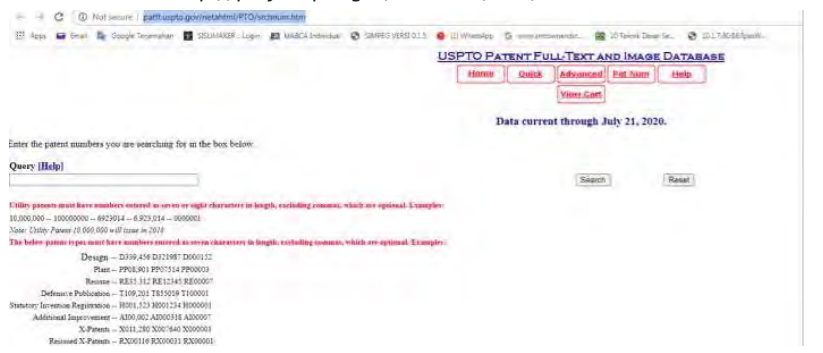 Not secure | patft.uspto.gov/netahtml/PTO/srchnum.htm
Apps Email Google Terjemahan SISUMAKER :: Login MABCA Individual SIMPEG VERSI 0.1.5 (1) WhatsApp
USPTO PATENT FULL-TEXT AND IMAGE DATABASE
Home Quick Advanced Pat Num Help
View Cart
Data current through July 21, 2020.
Enter the patent numbers you are searching for in the box below.
Query [Help]
Search Reset
Utility patents must have numbers entered as seven or eight characters in length, excluding commas, which are optional. Examples:
10,000,000 -- 100000000 -- 6923014 -- 6,923,014 -- 0000001
Note: Utility Patent 10,000,000 will issue in 2018
The below patent types must have numbers entered as seven characters in length, excluding commas, which are optional. Examples:
Design -- D339,456 D321987 D000152
Plant -- PP08,901 PP07514 PP00003
Reissue -- RE35,312 RE12345 RE00007
Defensive Publication -- T109,201 T855019 T100001
Statutory Invention Registration -- H001,523 H001234 H000001
Additional Improvement -- AI00,002 AI000318 AI00007
X-Patents -- X011,280 X007640 X000001
Reissued X-Patents -- RX00116 RX00031 RX00001